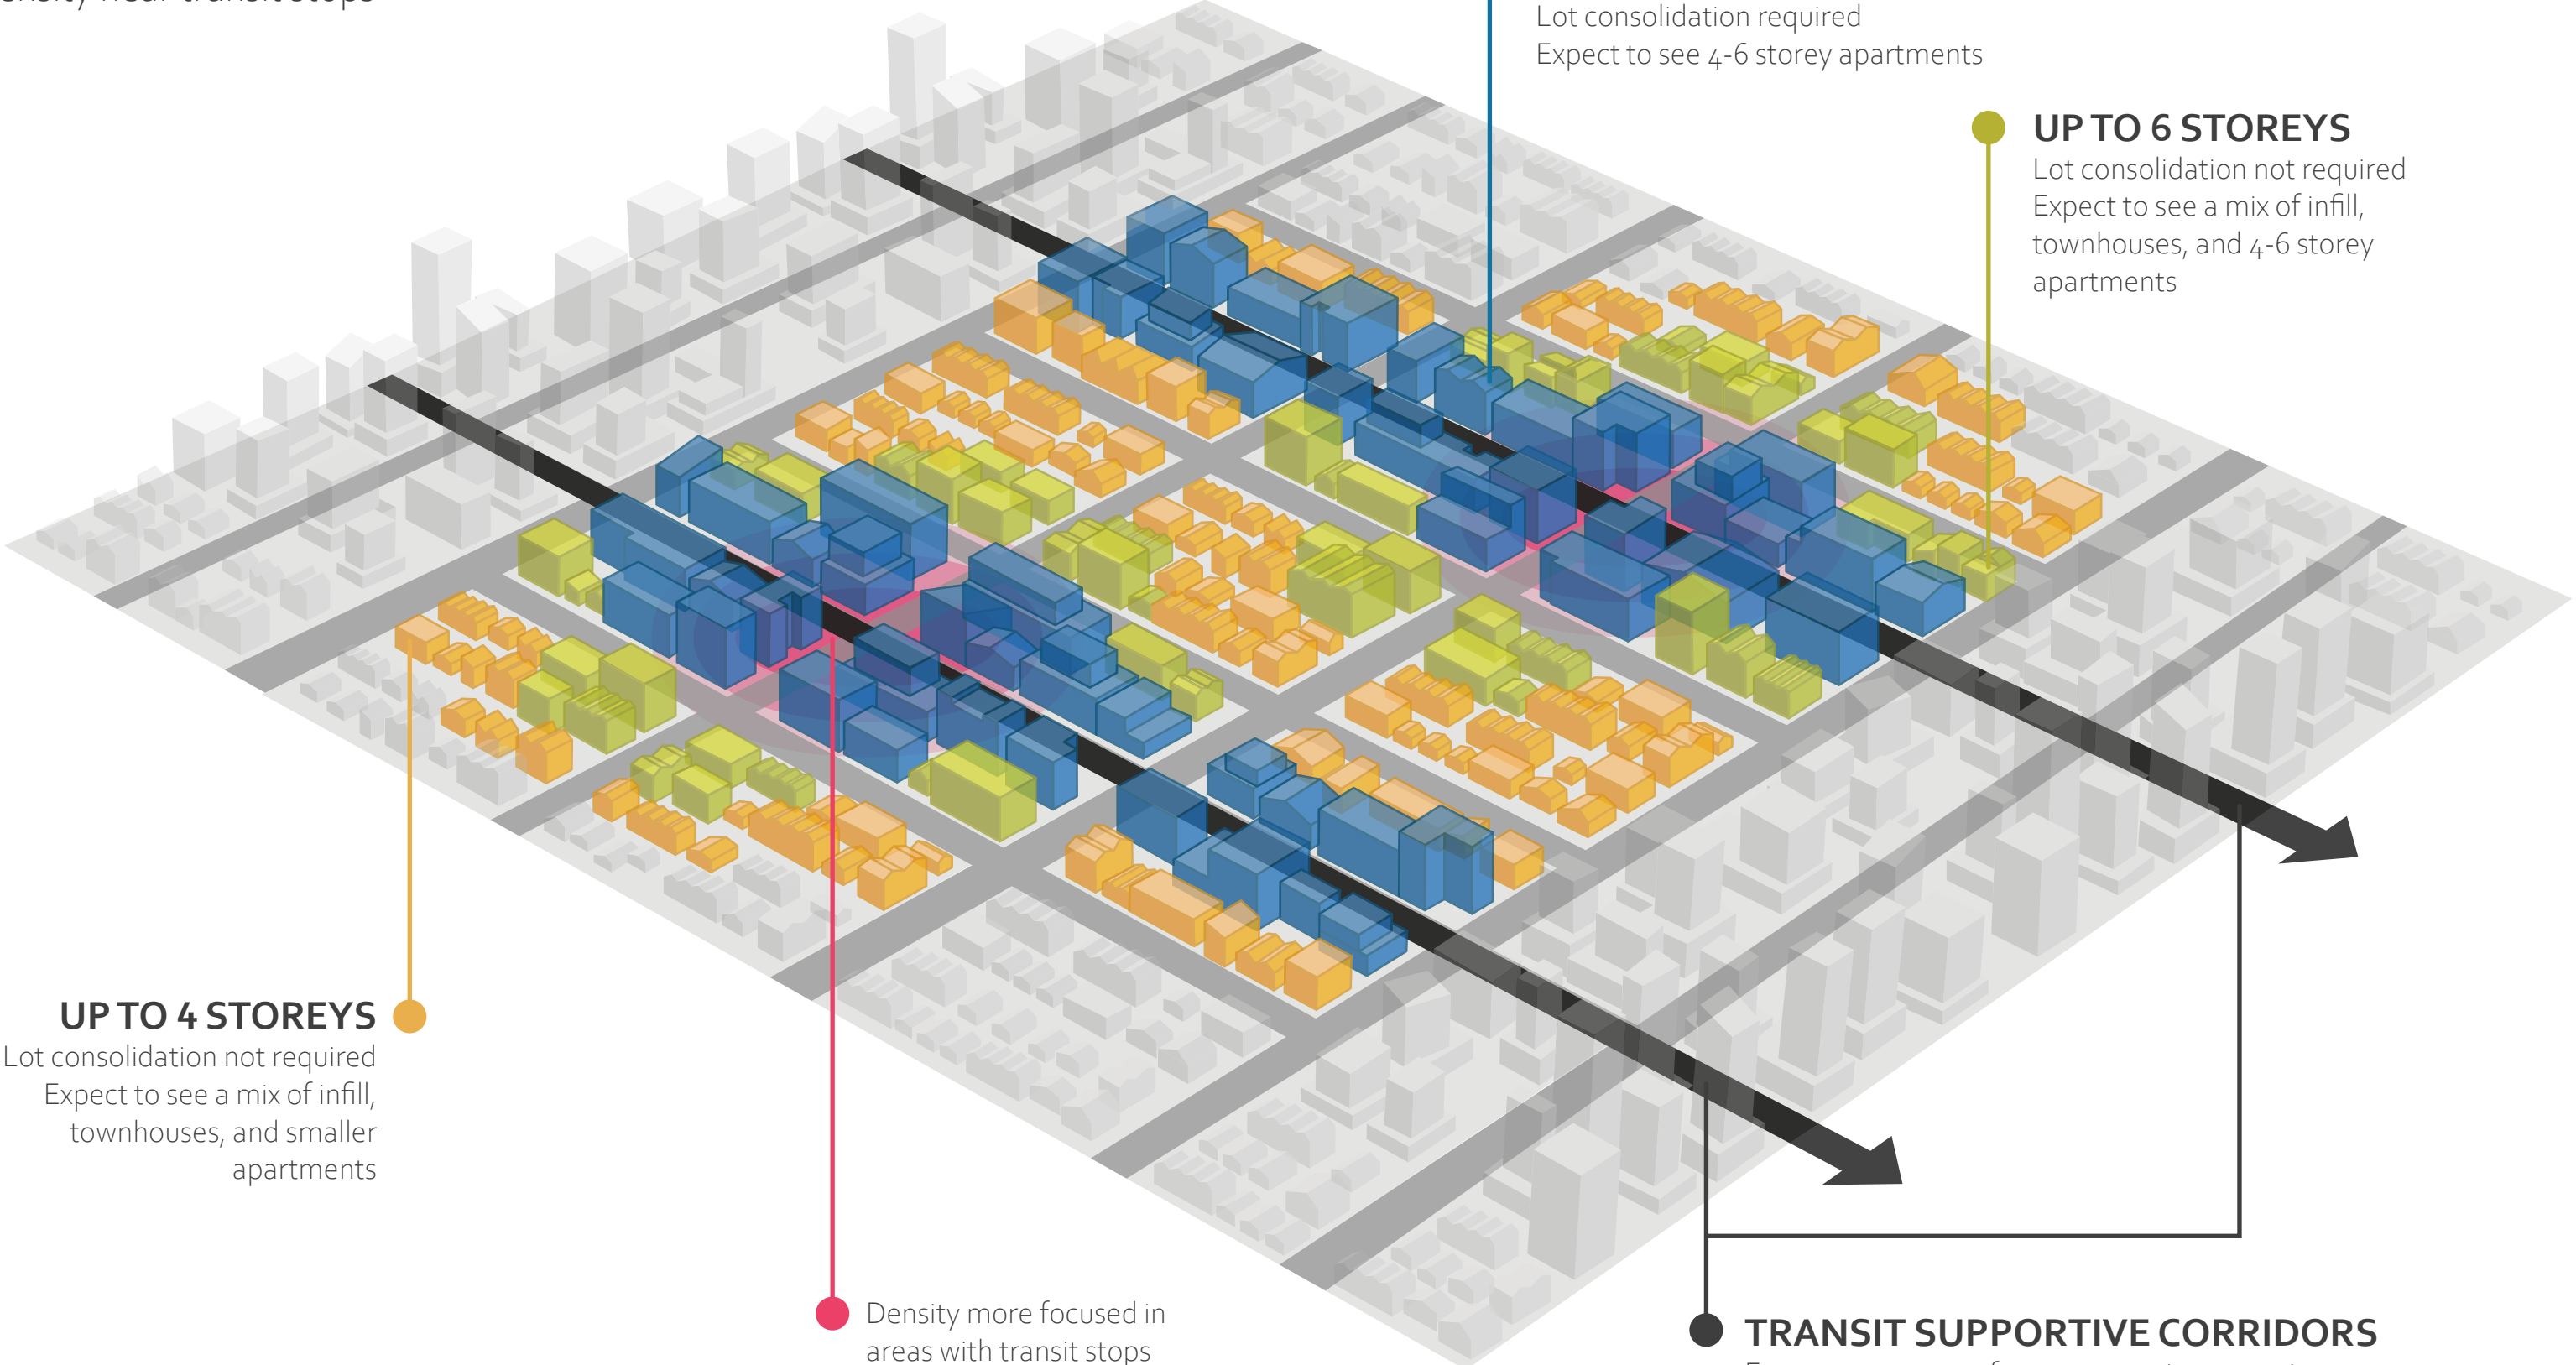 near transit stops
Lot consolidation required
Expect to see 4-6 storey apartments
UP TO 6 STOREYS
Lot consolidation not required
Expect to see a mix of infill,
townhouses, and 4-6 storey
apartments
UP TO 4 STOREYS
Lot consolidation not required
Expect to see a mix of infill,
townhouses, and smaller
apartments
Density more focused in
areas with transit stops
TRANSIT SUPPORTIVE CORRIDORS